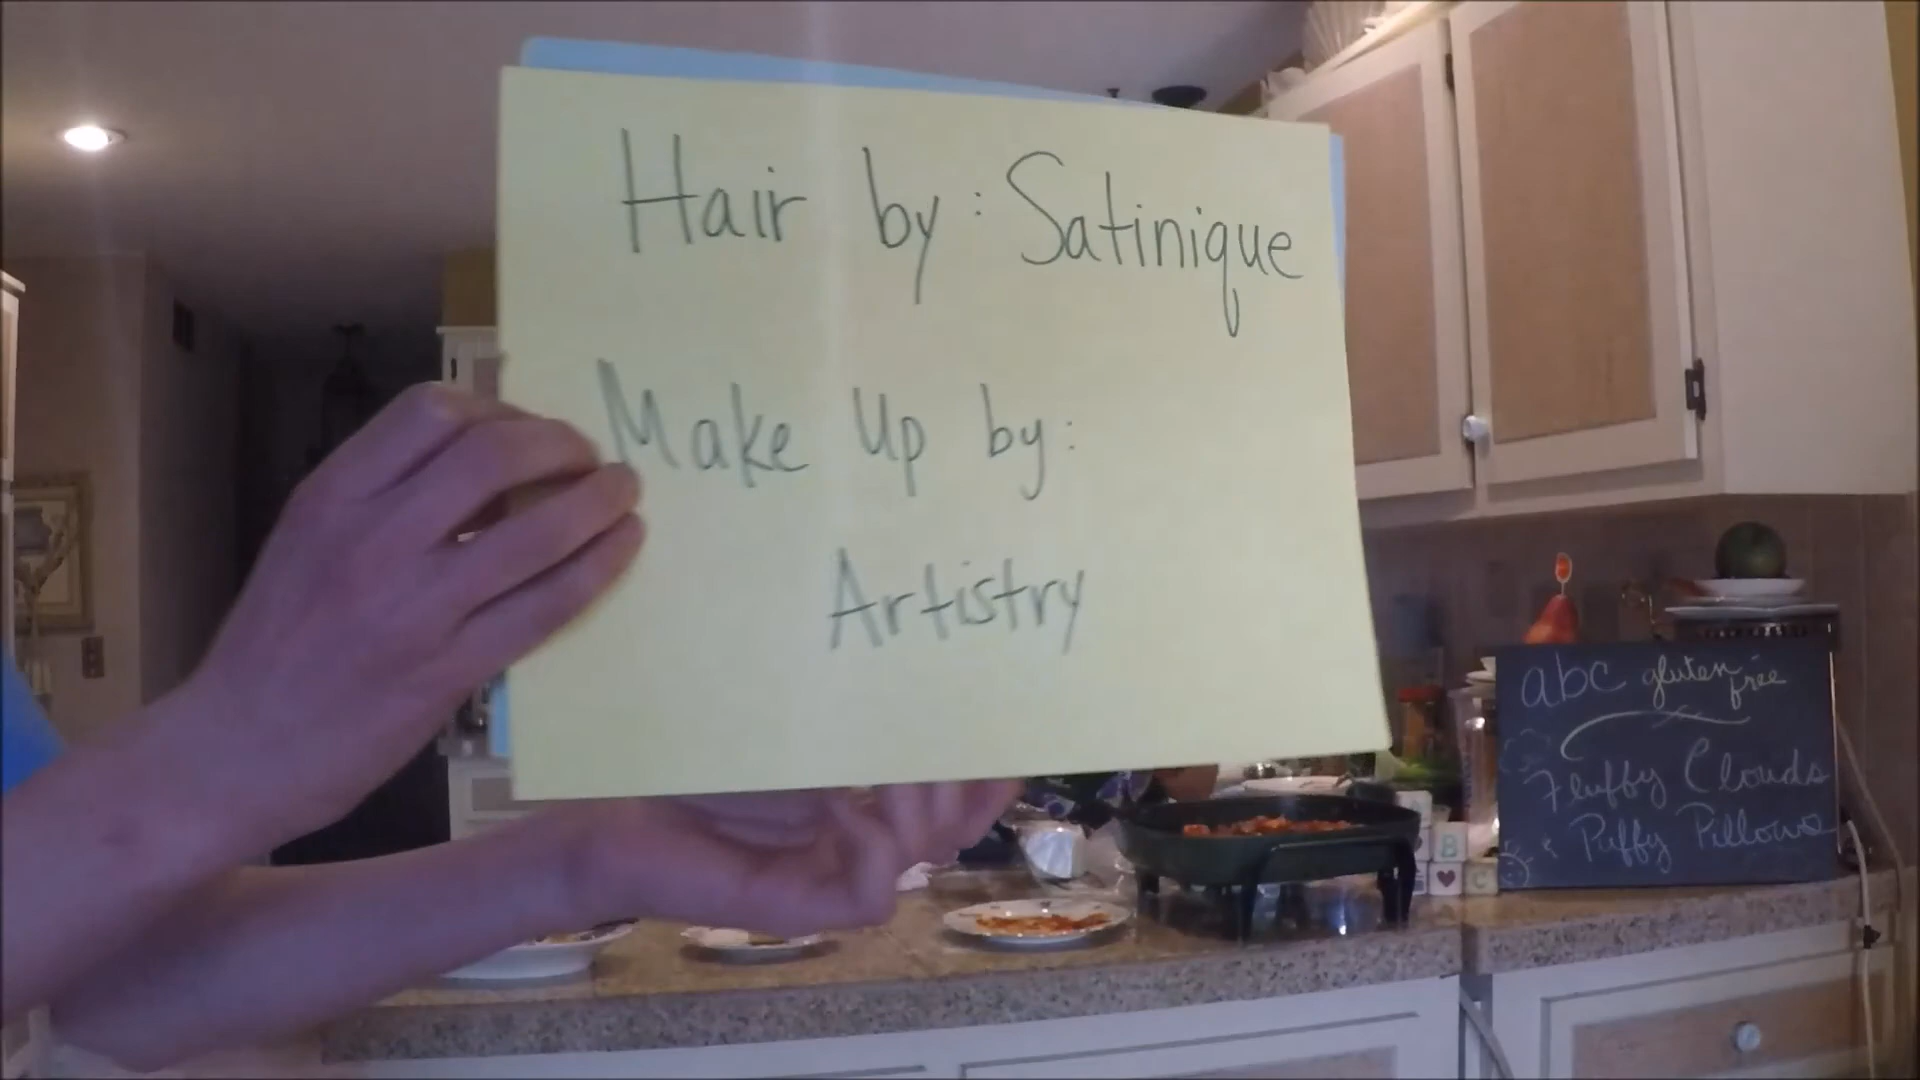 Hair by: Satinique
Make Up by:
Artistry
abc gluten free
Fluffy Clouds
& Puffy Pillows
B
C